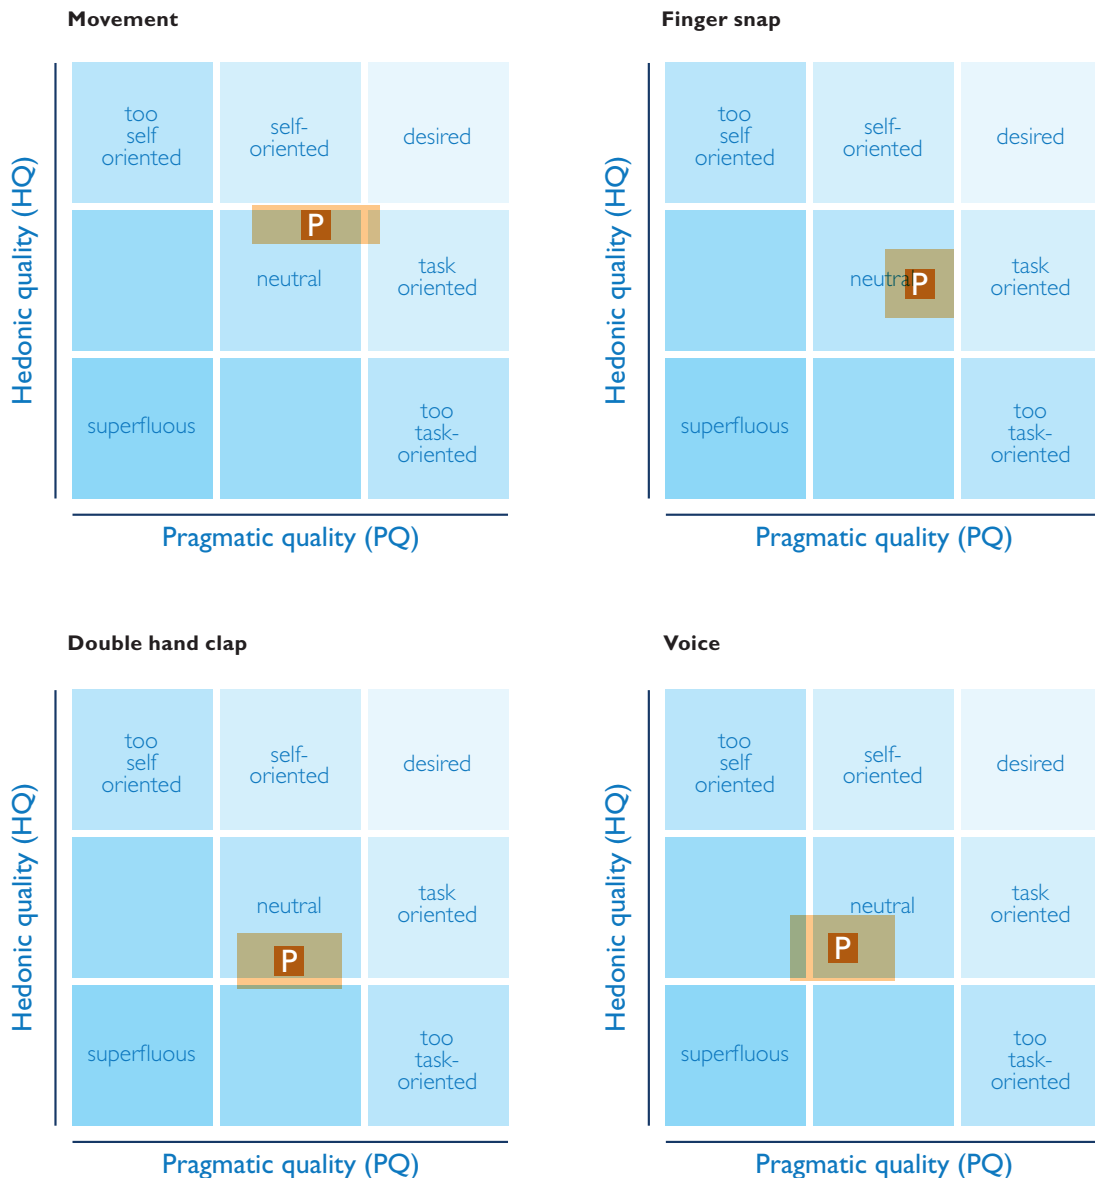 Movement
too
self
oriented
self-
oriented
desired
P
neutral
task
oriented
superfluous
too
task-
oriented
Hedonic quality (HQ)
Pragmatic quality (PQ)
Finger snap
too
self
oriented
self-
oriented
desired
neutral
P
task
oriented
superfluous
too
task-
oriented
Hedonic quality (HQ)
Pragmatic quality (PQ)
Double hand clap
too
self
oriented
self-
oriented
desired
neutral
task
oriented
P
superfluous
too
task-
oriented
Hedonic quality (HQ)
Pragmatic quality (PQ)
Voice
too
self
oriented
self-
oriented
desired
neutral
task
oriented
P
superfluous
too
task-
oriented
Hedonic quality (HQ)
Pragmatic quality (PQ)